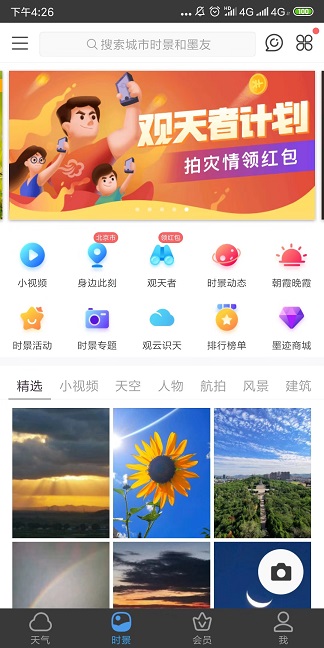 下午4:26
HD 4G 4G 100
搜索城市时景和墨友
观天者计划
拍灾情领红包
北京市 领红包
小视频 身边此刻 观天者 时景动态 朝霞晚霞
时景活动 时景专题 观云识天 排行榜单 墨迹商城
精选 小视频 天空 人物 航拍 风景 建筑
天气 时景 会员 我